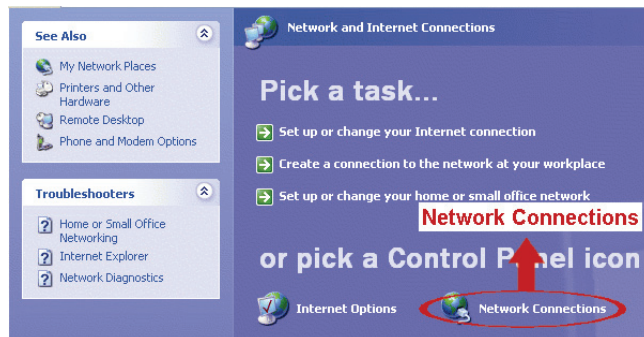 See Also
My Network Places
Printers and Other
Hardware
Remote Desktop
Phone and Modem Options
Troubleshooters
Home or Small Office
Networking
Internet Explorer
Network Diagnostics
Network and Internet Connections
Pick a task...
Set up or change your Internet connection
Create a connection to the network at your workplace
Set up or change your home or small office network
Network Connections
or pick a Control Panel icon
Internet Options
Network Connections